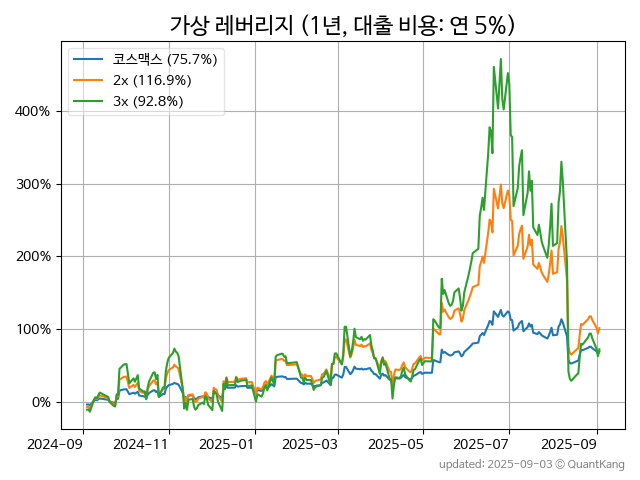 가상 레버리지 (1년, 대출 비용: 연 5%)
코스맥스 (75.7%)
2x (116.9%)
3x (92.8%)
400%
300%
200%
100%
0%
2024-09 2024-11 2025-01 2025-03 2025-05 2025-07 2025-09
updated: 2025-09-03 © QuantKang